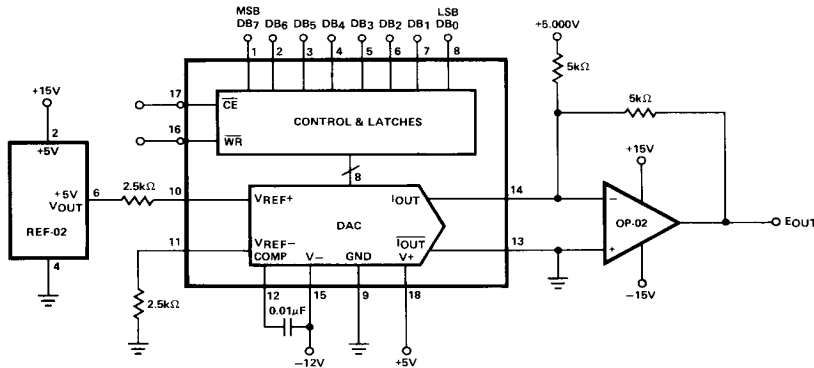 MSB LSB
DB7 DB6 DB5 DB4 DB3 DB2 DB1 DB0
1 2 3 4 5 6 7 8
+5.000V
5kΩ
5kΩ
+15V
2
+5V
+5V
VOUT
6
REF-02
4
2.5kΩ
17
CE
16
WR
CONTROL & LATCHES
8
10
VREF+
IOUT
14
DAC
11
VREF-
IOUT
13
COMP V- GND V+
12 15 9 18
2.5kΩ
0.01μF
-12V
+5V
+15V
-
OP-02
+
-15V
EOUT